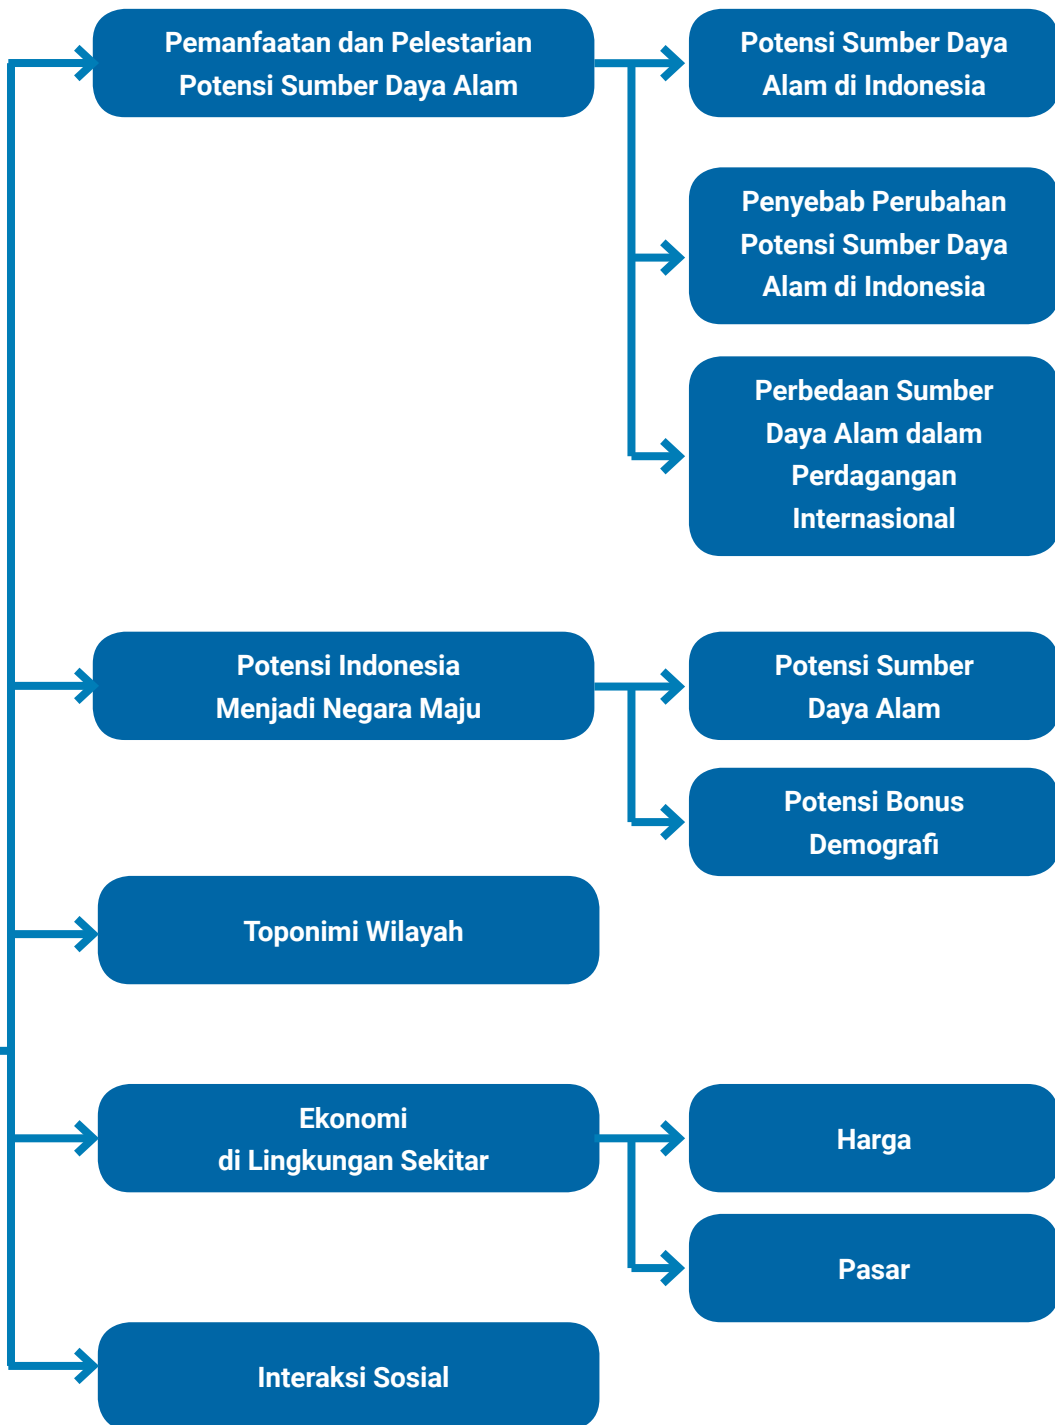 Pemanfaatan dan Pelestarian
Potensi Sumber Daya Alam
Potensi Sumber Daya
Alam di Indonesia
Penyebab Perubahan
Potensi Sumber Daya
Alam di Indonesia
Perbedaan Sumber
Daya Alam dalam
Perdagangan
Internasional
Potensi Indonesia
Menjadi Negara Maju
Potensi Sumber
Daya Alam
Potensi Bonus
Demografi
Toponimi Wilayah
Ekonomi
di Lingkungan Sekitar
Harga
Pasar
Interaksi Sosial